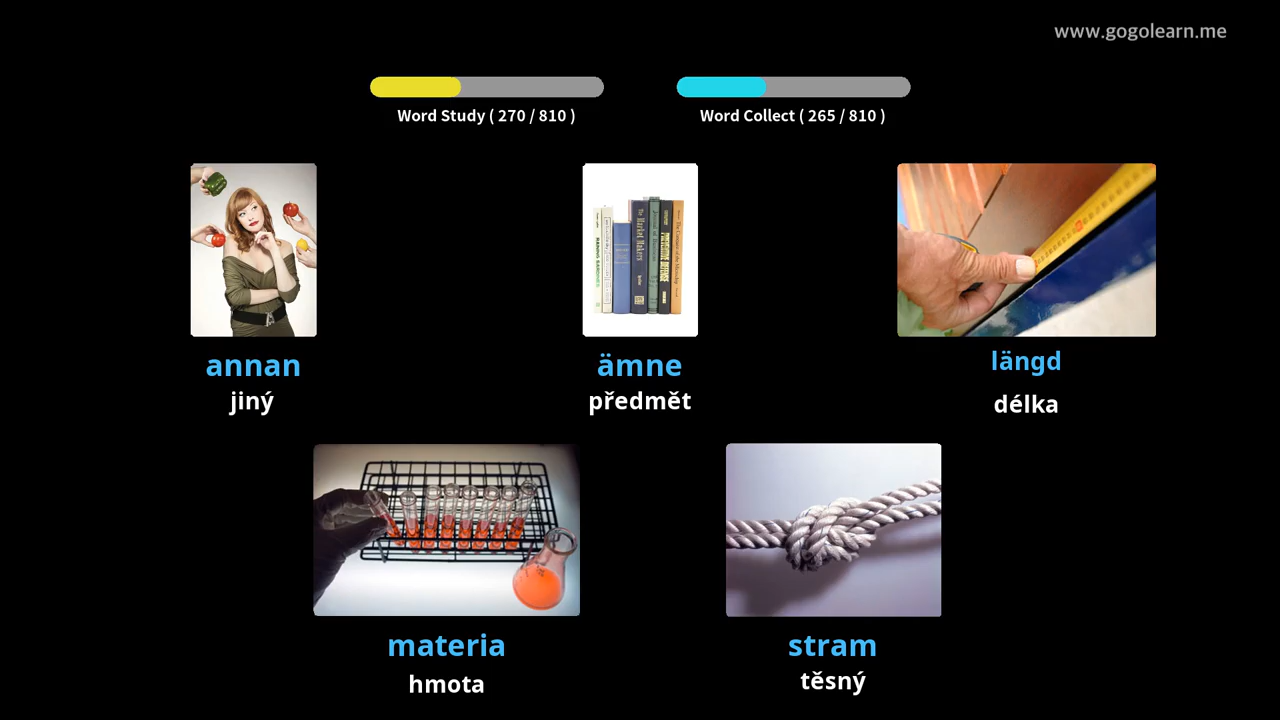 www.gogolearn.me
Word Study ( 270 / 810 )
Word Collect ( 265 / 810 )
annan
jiný
ämne
předmět
längd
délka
materia
hmota
stram
těsný